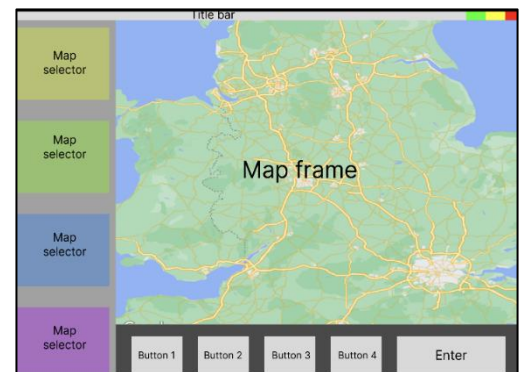 Title bar
Map
selector
Map
selector
Map
selector
Map
selector
Map frame
Button 1
Button 2
Button 3
Button 4
Enter